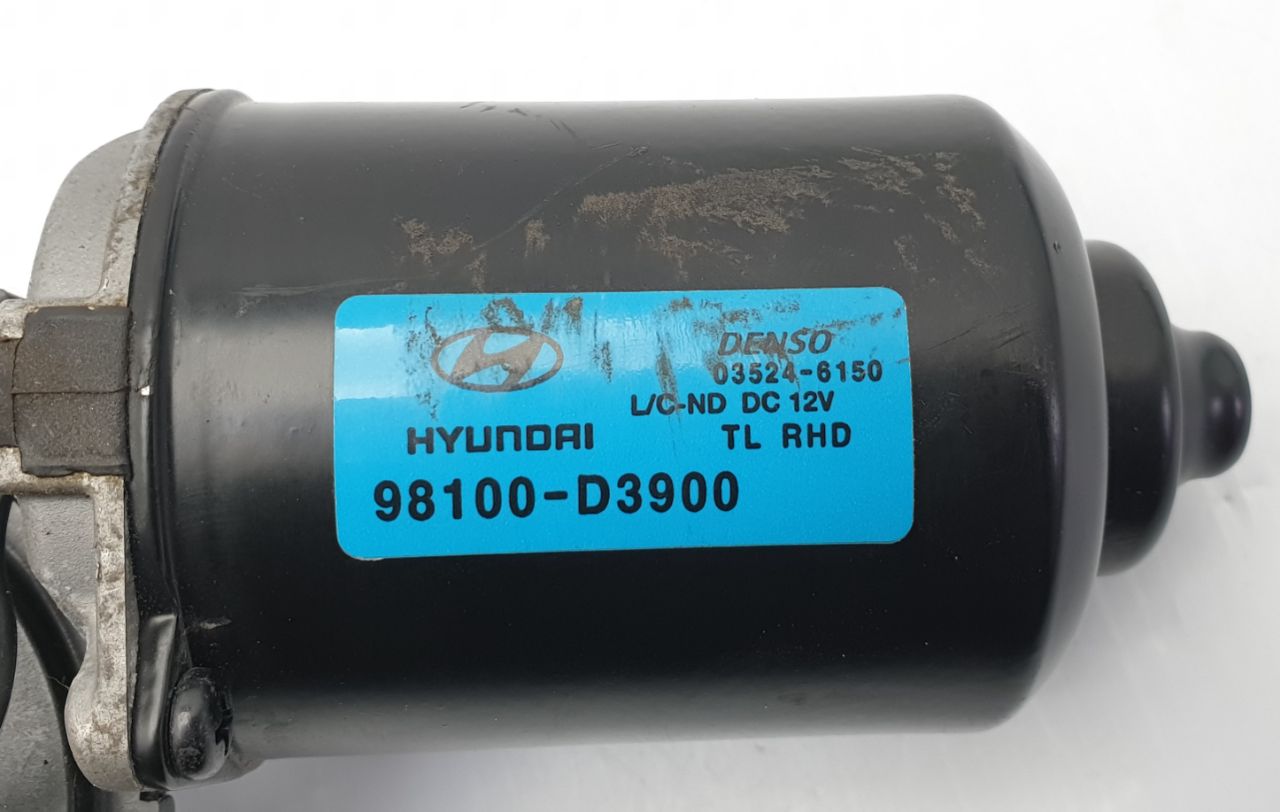 DENSO
03524-6150
L/C-ND DC 12V
HYUNDAI TL RHD
98100-D3900